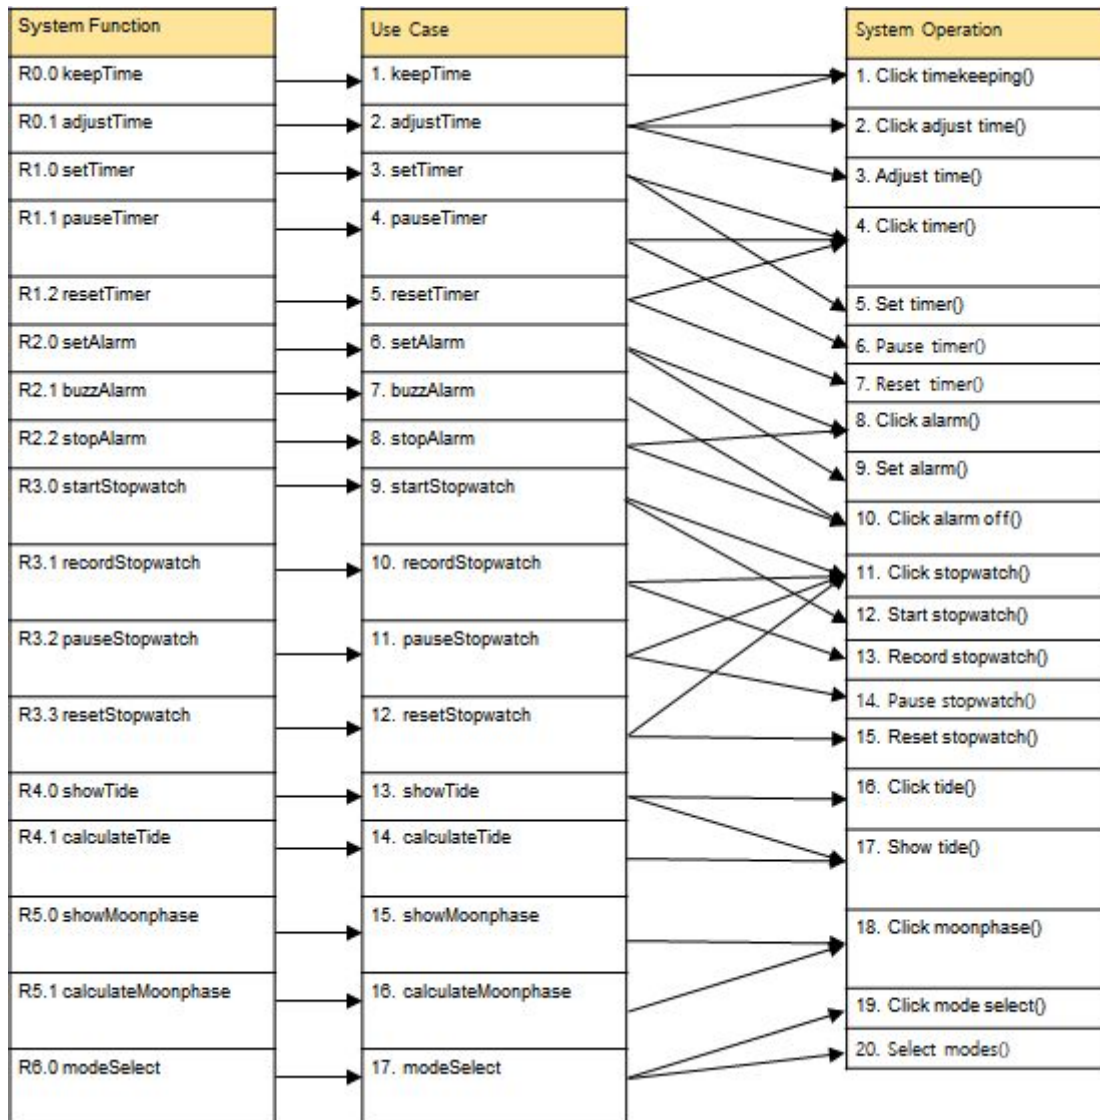 System Function
R0.0 keepTime
R0.1 adjustTime
R1.0 setTimer
R1.1 pauseTimer
R1.2 resetTimer
R2.0 setAlarm
R2.1 buzzAlarm
R2.2 stopAlarm
R3.0 startStopwatch
R3.1 recordStopwatch
R3.2 pauseStopwatch
R3.3 resetStopwatch
R4.0 showTide
R4.1 calculateTide
R5.0 showMoonphase
R5.1 calculateMoonphase
R6.0 modeSelect
Use Case
1. keepTime
2. adjustTime
3. setTimer
4. pauseTimer
5. resetTimer
6. setAlarm
7. buzzAlarm
8. stopAlarm
9. startStopwatch
10. recordStopwatch
11. pauseStopwatch
12. resetStopwatch
13. showTide
14. calculateTide
15. showMoonphase
16. calculateMoonphase
17. modeSelect
System Operation
1. Click timekeeping()
2. Click adjust time()
3. Adjust time()
4. Click timer()
5. Set timer()
6. Pause timer()
7. Reset timer()
8. Click alarm()
9. Set alarm()
10. Click alarm off()
11. Click stopwatch()
12. Start stopwatch()
13. Record stopwatch()
14. Pause stopwatch()
15. Reset stopwatch()
16. Click tide()
17. Show tide()
18. Click moonphase()
19. Click mode select()
20. Select modes()